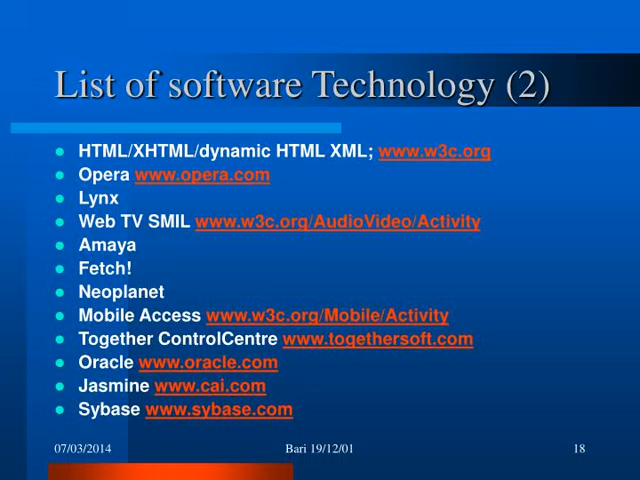 List of software Technology (2)
HTML/XHTML/dynamic HTML XML; www.w3c.org
Opera www.opera.com
Lynx
Web TV SMIL www.w3c.org/AudioVideo/Activity
Amaya
Fetch!
Neoplanet
Mobile Access www.w3c.org/Mobile/Activity
Together ControlCentre www.togethersoft.com
Oracle www.oracle.com
Jasmine www.cai.com
Sybase www.sybase.com
07/03/2014 Bari 19/12/01 18